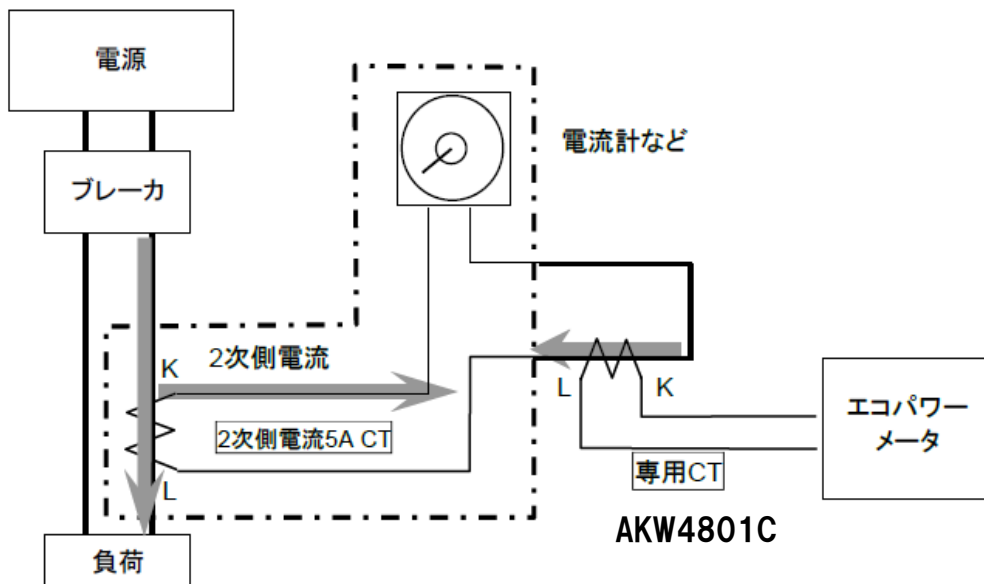 電源
ブレーカ
電流計など
K
2次側電流
2次側電流5A CT
L
負荷
L
K
専用CT
エコパワー
メータ
AKW4801C